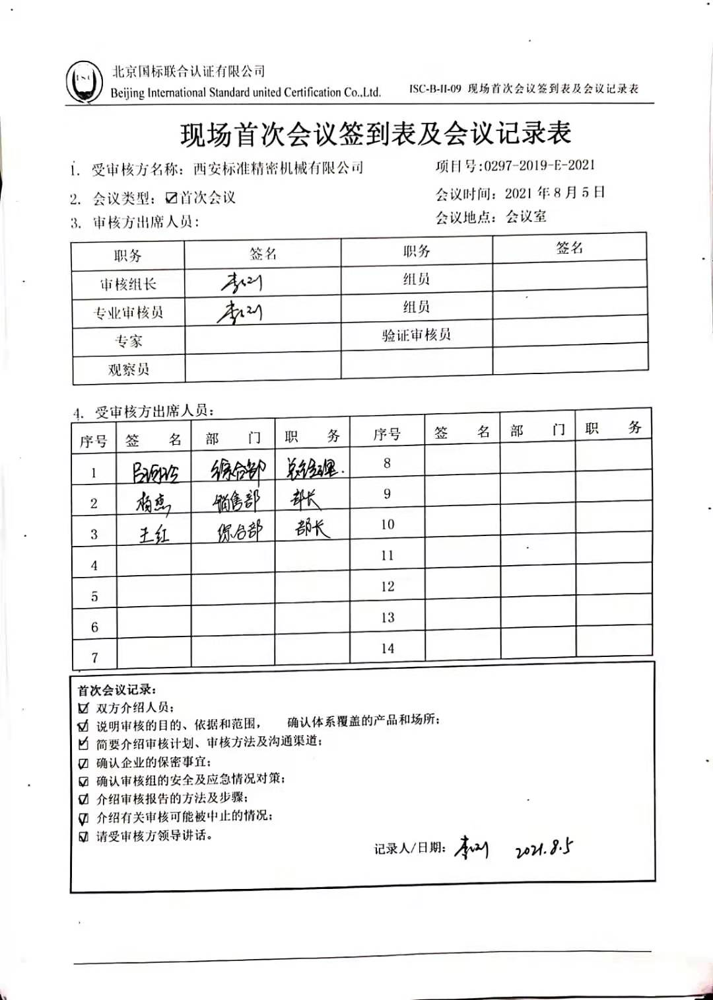 ISC
北京国标联合认证有限公司
Beijing International Standard united Certification Co.,Ltd.
ISC-B-II-09 现场首次会议签到表及会议记录表
现场首次会议签到表及会议记录表
1. 受审核方名称：西安标准精密机械有限公司 项目号:0297-2019-E-2021
2. 会议类型：☑首次会议 会议时间：2021 年 8 月 5 日
3. 审核方出席人员: 会议地点：会议室
职务 签名 职务 签名
审核组长 组员
专业审核员 组员
专家 验证审核员
观察员
4. 受审核方出席人员:
序号 签 名 部 门 职 务 序号 签 名 部 门 职 务
1 综合部 总经理. 8
2 杨杰 销售部 部长 9
3 王红 综合部 部长 10
4 11
5 12
6 13
7 14
首次会议记录:
☑ 双方介绍人员;
☑ 说明审核的目的、依据和范围， 确认体系覆盖的产品和场所;
☑ 简要介绍审核计划、审核方法及沟通渠道;
☑ 确认企业的保密事宜;
☑ 确认审核组的安全及应急情况对策;
☑ 介绍审核报告的方法及步骤;
☑ 介绍有关审核可能被中止的情况;
☑ 请受审核方领导讲话。
记录人/日期: 2021.8.5